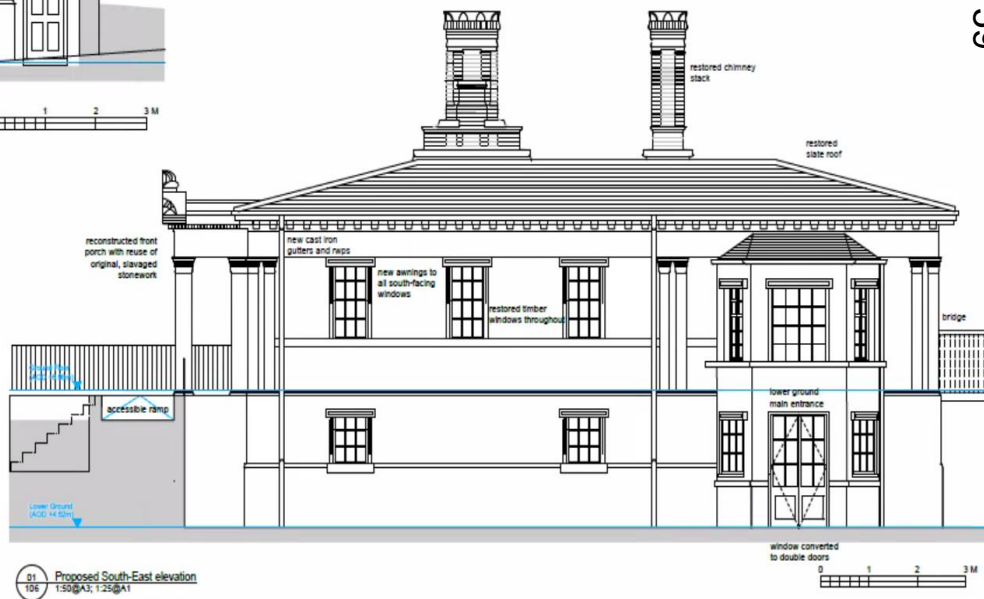 1 2 3 M
restored chimney
stack
restored
slate roof
reconstructed front
porch with reuse of
original, slavaged
stonework
new cast iron
gutters and rwps
new awnings to
all south-facing
windows
restored timber
windows throughout
bridge
accessible ramp
lower ground
main entrance
Lower Ground
(AOD +4.52m)
window converted
to double doors
0 1 2 3 M
01
106
Proposed South-East elevation
1:50@A3; 1:25@A1